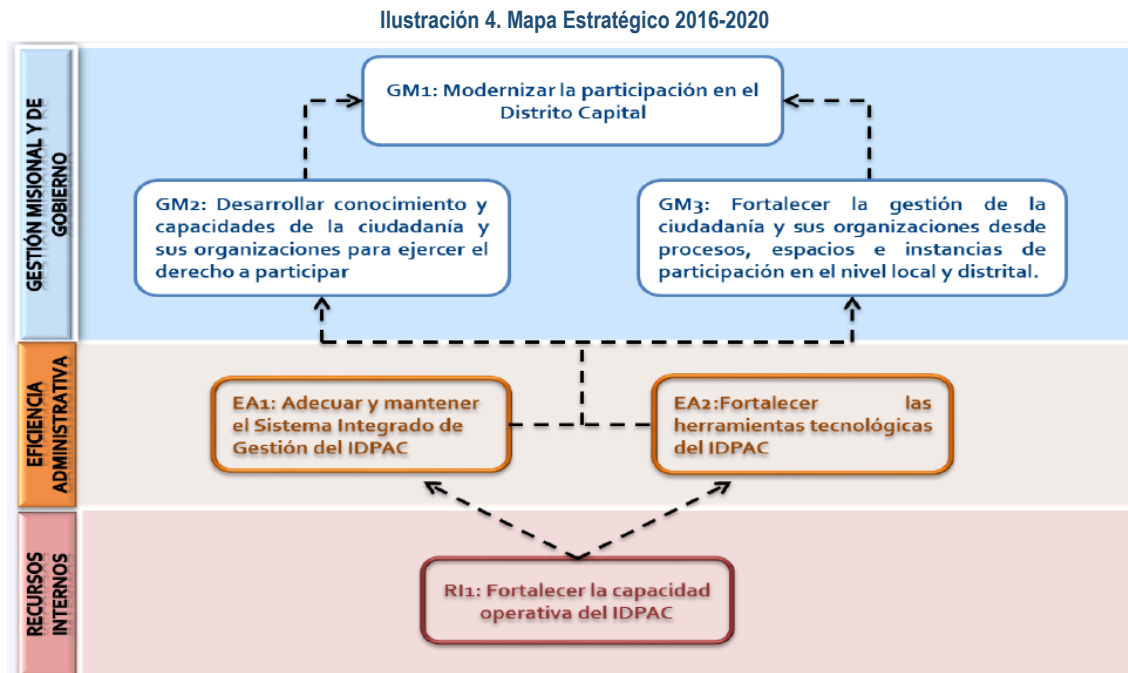 Ilustración 4. Mapa Estratégico 2016-2020
GESTIÓN MISIONAL Y DE
GOBIERNO
GM1: Modernizar la participación en el
Distrito Capital
GM2: Desarrollar conocimiento y
capacidades de la ciudadanía y
sus organizaciones para ejercer el
derecho a participar
GM3: Fortalecer la gestión de la
ciudadanía y sus organizaciones desde
procesos, espacios e instancias de
participación en el nivel local y distrital.
EFICIENCIA
ADMINISTRATIVA
EA1: Adecuar y mantener
el Sistema Integrado de
Gestión del IDPAC
EA2:Fortalecer las
herramientas tecnológicas
del IDPAC
RECURSOS
INTERNOS
RI1: Fortalecer la capacidad
operativa del IDPAC